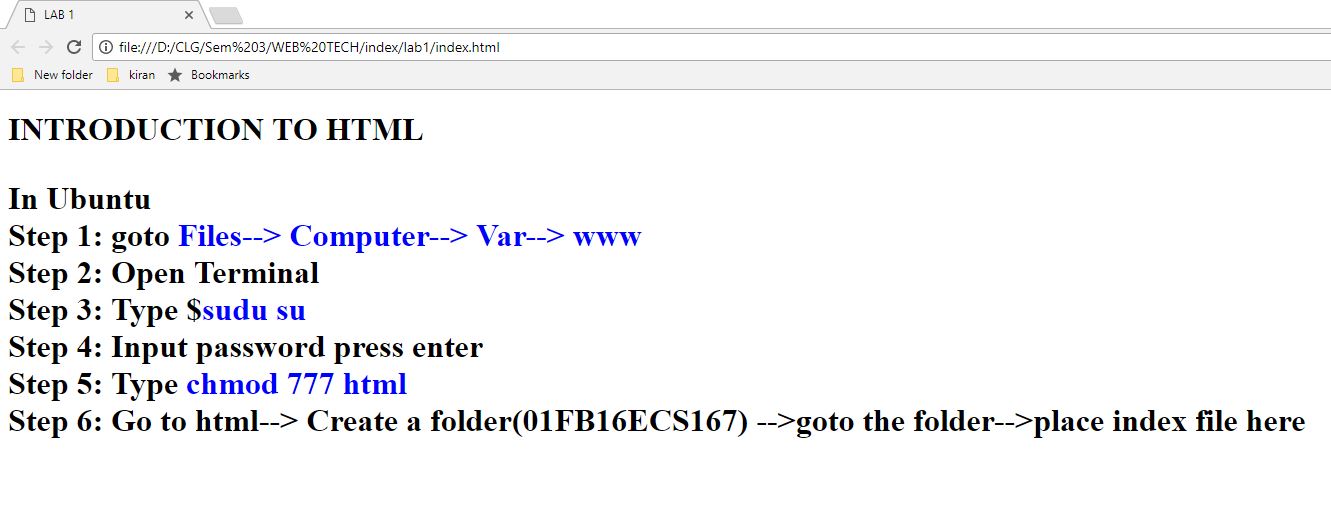 LAB 1
file:///D:/CLG/Sem%203/WEB%20TECH/index/lab1/index.html
New folder kiran Bookmarks
INTRODUCTION TO HTML
In Ubuntu
Step 1: goto Files--> Computer--> Var--> www
Step 2: Open Terminal
Step 3: Type $sudu su
Step 4: Input password press enter
Step 5: Type chmod 777 html
Step 6: Go to html--> Create a folder(01FB16ECS167) -->goto the folder-->place index file here